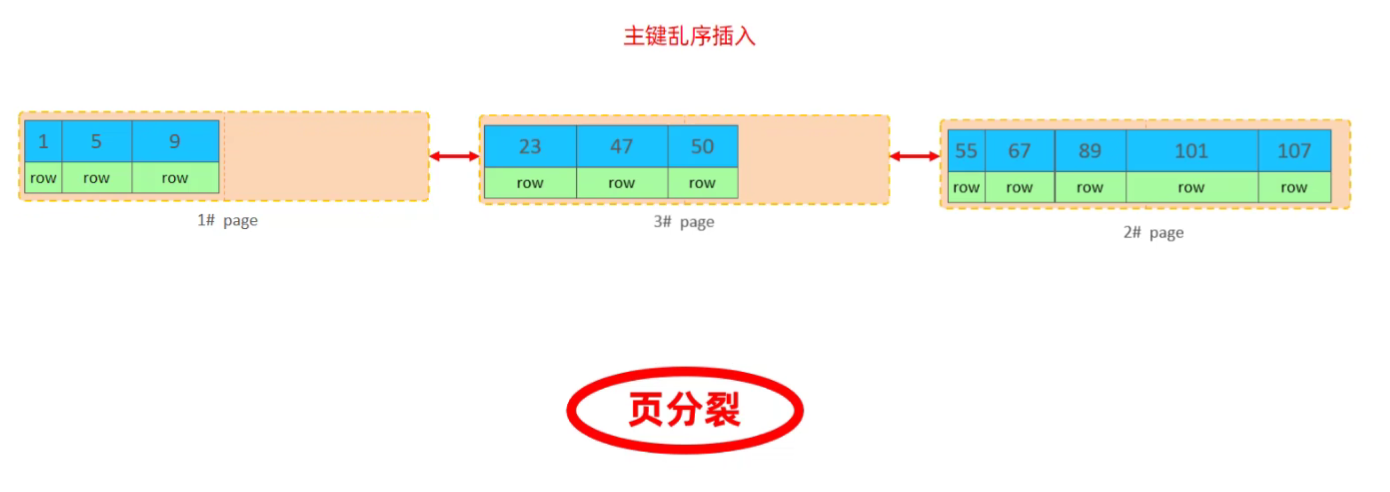 主键乱序插入
1 5 9
row row row
1# page
23 47 50
row row row
3# page
55 67 89 101 107
row row row row row
2# page
页分裂